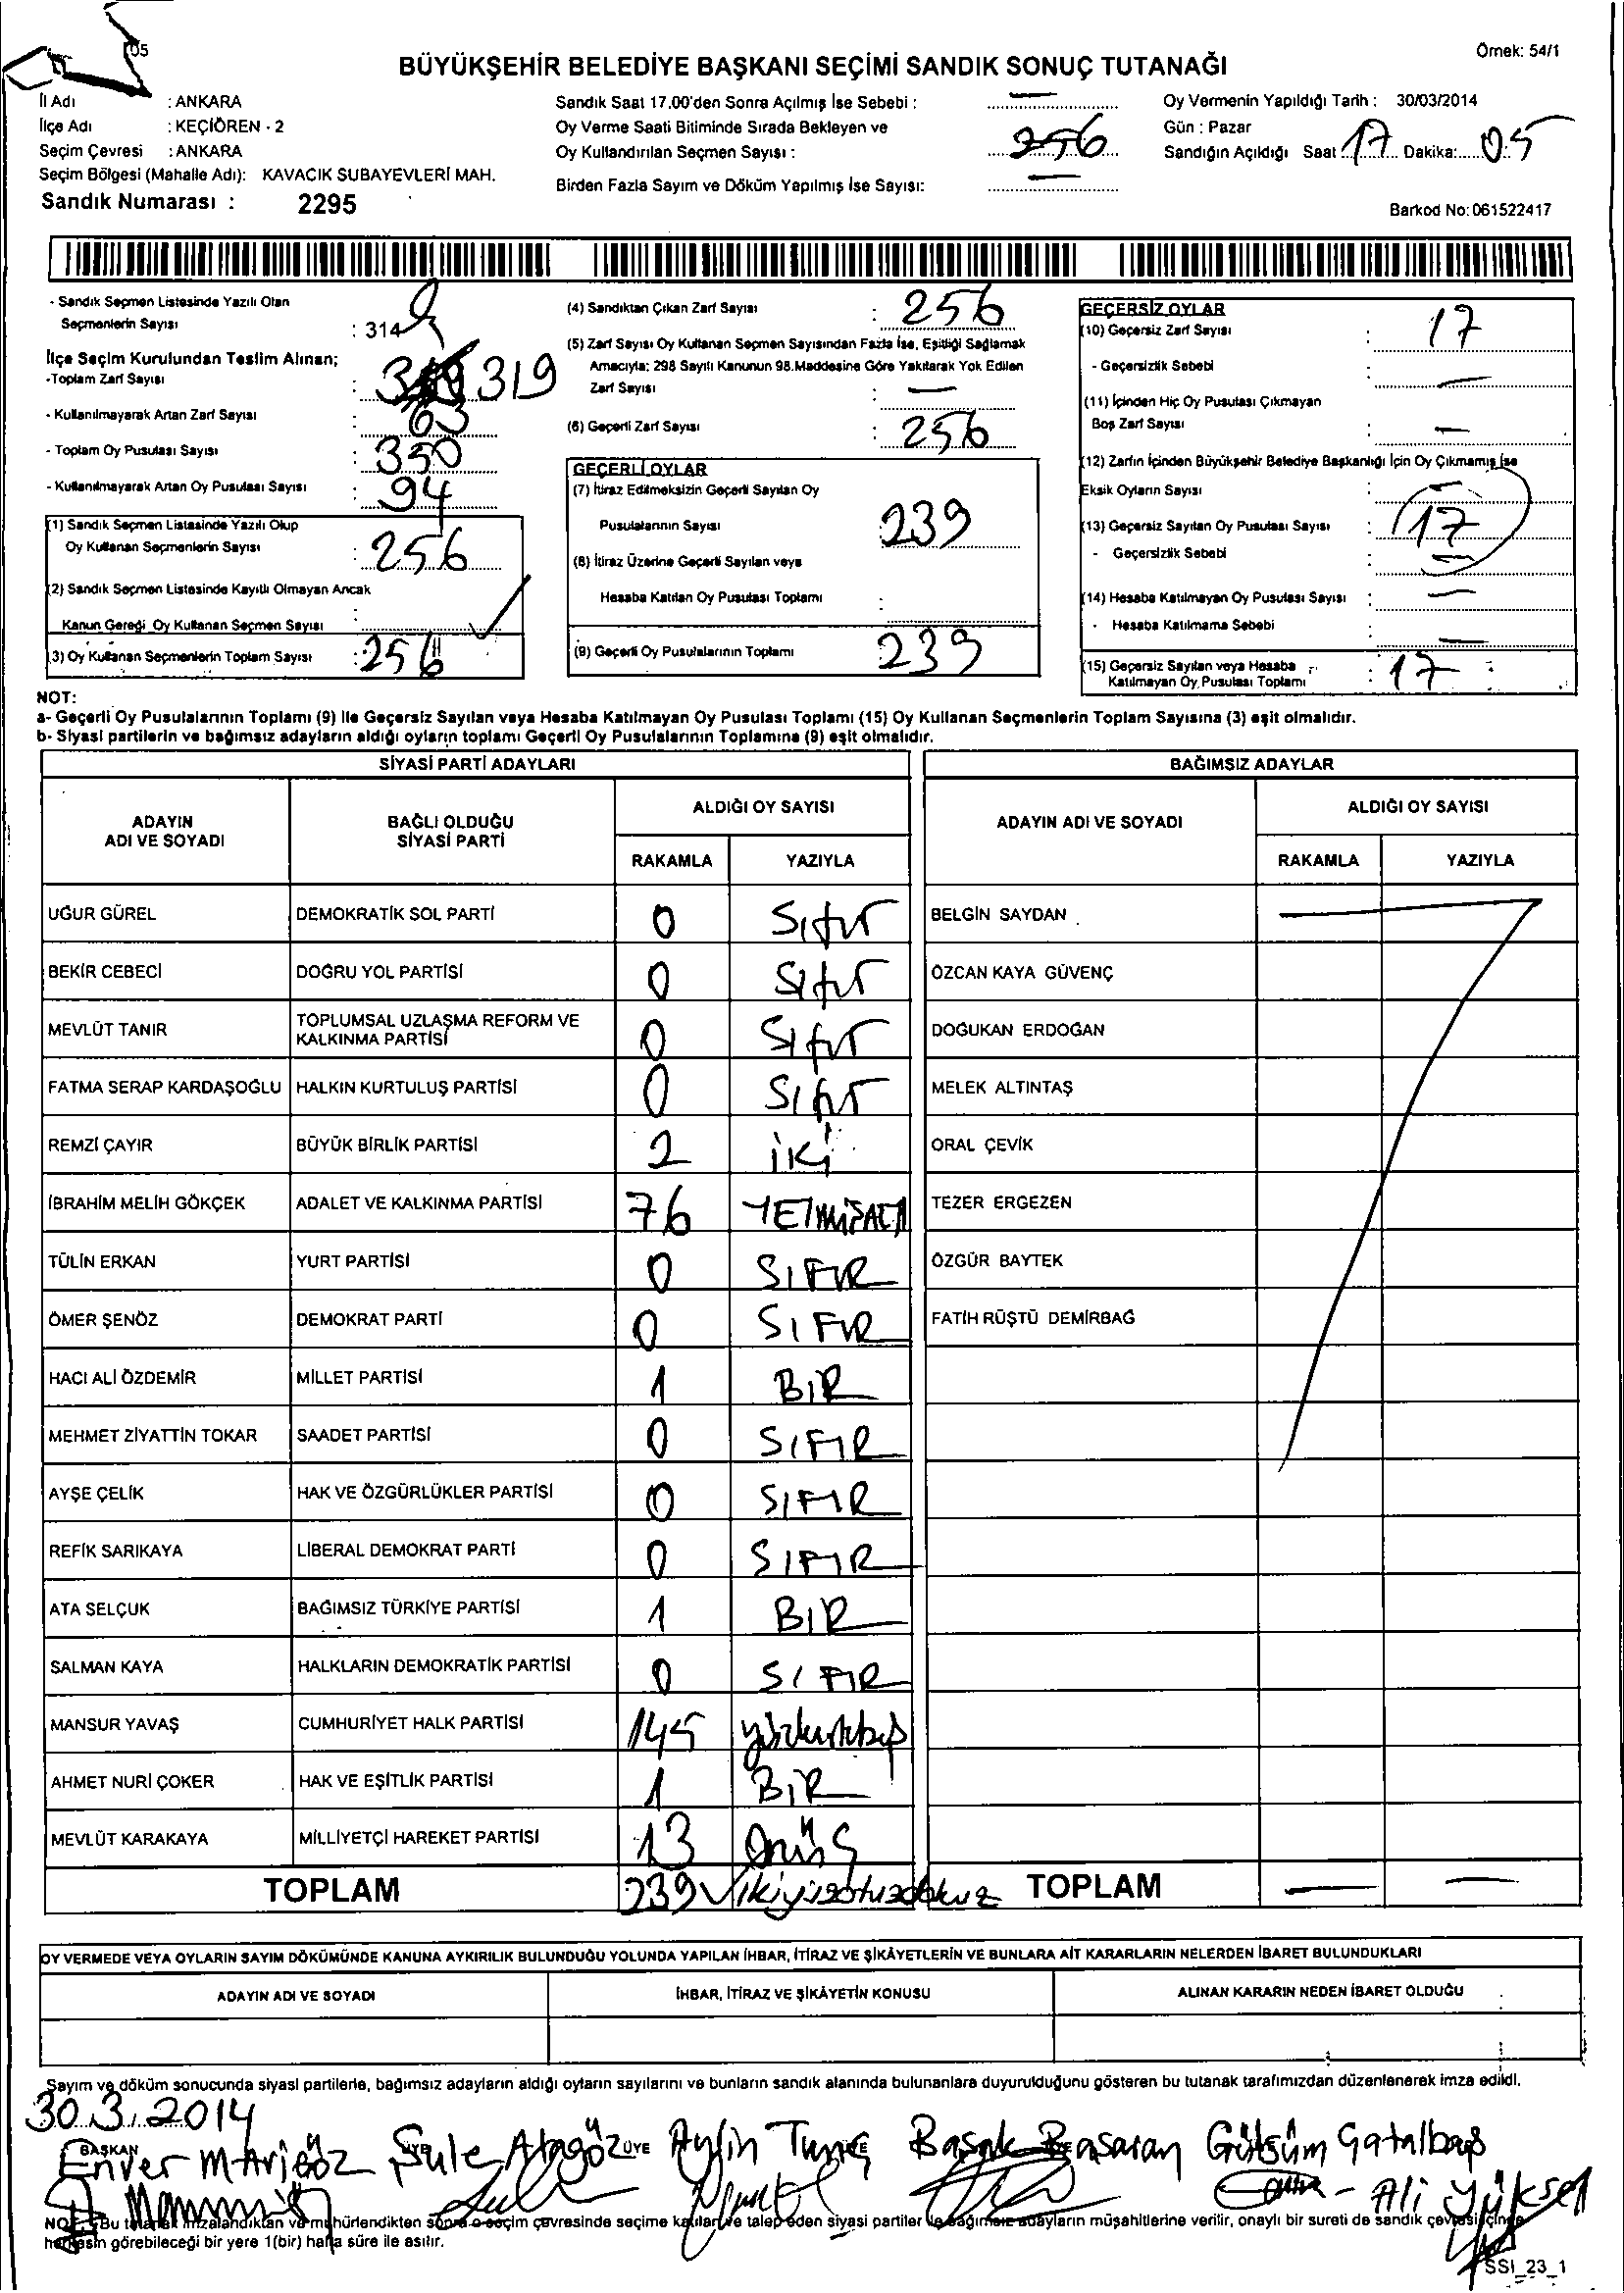 05
Örnek: 54/1
BÜYÜKŞEHİR BELEDİYE BAŞKANI SEÇİMİ SANDIK SONUÇ TUTANAĞI
İl Adı : ANKARA
İlçe Adı : KEÇİÖREN - 2
Seçim Çevresi : ANKARA
Seçim Bölgesi (Mahalle Adı): KAVACIK SUBAYEVLERİ MAH.
Sandık Numarası : 2295
Sandık Saat 17.00'den Sonra Açılmış İse Sebebi : —
Oy Verme Saati Bitiminde Sırada Bekleyen ve
Oy Kullandırılan Seçmen Sayısı : 256
Birden Fazla Sayım ve Döküm Yapılmış İse Sayısı: —
Oy Vermenin Yapıldığı Tarih : 30/03/2014
Gün : Pazar
Sandığın Açıldığı Saat 17 Dakika: 05
Barkod No: 061522417
- Sandık Seçmen Listesinde Yazılı Olan
Seçmenlerin Sayısı : 314
İlçe Seçim Kurulundan Teslim Alınan;
-Toplam Zarf Sayısı : 319
- Kullanılmayarak Artan Zarf Sayısı : 63
- Toplam Oy Pusulası Sayısı : 350
- Kullanılmayarak Artan Oy Pusulası Sayısı : 94
(1) Sandık Seçmen Listesinde Yazılı Olup
Oy Kullanan Seçmenlerin Sayısı : 256
(2) Sandık Seçmen Listesinde Kayıtlı Olmayan Ancak
Kanun Gereği Oy Kullanan Seçmen Sayısı :
(3) Oy Kullanan Seçmenlerin Toplam Sayısı : 256
(4) Sandıktan Çıkan Zarf Sayısı : 256
(5) Zarf Sayısı Oy Kullanan Seçmen Sayısından Fazla İse, Eşitliği Sağlamak
Amacıyla; 298 Sayılı Kanunun 98.Maddesine Göre Yakılarak Yok Edilen
Zarf Sayısı : —
(6) Geçerli Zarf Sayısı : 256
GEÇERLİ OYLAR
(7) İtiraz Edilmeksizin Geçerli Sayılan Oy
Pusulalarının Sayısı : 239
(8) İtiraz Üzerine Geçerli Sayılan veya
Hesaba Katılan Oy Pusulası Toplamı :
(9) Geçerli Oy Pusulalarının Toplamı 239
GEÇERSİZ OYLAR
(10) Geçersiz Zarf Sayısı : 17
- Geçersizlik Sebebi : —
(11) İçinden Hiç Oy Pusulası Çıkmayan
Boş Zarf Sayısı : —
(12) Zarfın İçinden Büyükşehir Belediye Başkanlığı İçin Oy Çıkmamış İse
Eksik Oyların Sayısı : —
(13) Geçersiz Sayılan Oy Pusulası Sayısı : 17
- Geçersizlik Sebebi : —
(14) Hesaba Katılmayan Oy Pusulası Sayısı : —
- Hesaba Katılmama Sebebi : —
(15) Geçersiz Sayılan veya Hesaba
Katılmayan Oy Pusulası Toplamı : 17
NOT:
a- Geçerli Oy Pusulalarının Toplamı (9) İle Geçersiz Sayılan veya Hesaba Katılmayan Oy Pusulası Toplamı (15) Oy Kullanan Seçmenlerin Toplam Sayısına (3) eşit olmalıdır.
b- Siyasi partilerin ve bağımsız adayların aldığı oyların toplamı Geçerli Oy Pusulalarının Toplamına (9) eşit olmalıdır.
SİYASİ PARTİ ADAYLARI
ADAYIN ADI VE SOYADI BAĞLI OLDUĞU SİYASİ PARTİ ALDIĞI OY SAYISI
RAKAMLA YAZIYLA
UĞUR GÜREL DEMOKRATİK SOL PARTİ 0 Sıfır
BEKİR CEBECİ DOĞRU YOL PARTİSİ 0 Sıfır
MEVLÜT TANIR TOPLUMSAL UZLAŞMA REFORM VE KALKINMA PARTİSİ 0 Sıfır
FATMA SERAP KARDAŞOĞLU HALKIN KURTULUŞ PARTİSİ 0 Sıfır
REMZİ ÇAYIR BÜYÜK BİRLİK PARTİSİ 2 iki
İBRAHİM MELİH GÖKÇEK ADALET VE KALKINMA PARTİSİ 76 YETMİŞALTI
TÜLİN ERKAN YURT PARTİSİ 0 SIFIR
ÖMER ŞENÖZ DEMOKRAT PARTİ 0 SIFIR
HACI ALİ ÖZDEMİR MİLLET PARTİSİ 1 BİR
MEHMET ZİYATTİN TOKAR SAADET PARTİSİ 0 SIFIR
AYŞE ÇELİK HAK VE ÖZGÜRLÜKLER PARTİSİ 0 SIFIR
REFİK SARIKAYA LİBERAL DEMOKRAT PARTİ 0 SIFIR
ATA SELÇUK BAĞIMSIZ TÜRKİYE PARTİSİ 1 BİR
SALMAN KAYA HALKLARIN DEMOKRATİK PARTİSİ 0 SIFIR
MANSUR YAVAŞ CUMHURİYET HALK PARTİSİ 145 yüzkırkbeş
AHMET NURİ ÇOKER HAK VE EŞİTLİK PARTİSİ 1 BİR
MEVLÜT KARAKAYA MİLLİYETÇİ HAREKET PARTİSİ 13 onüç
TOPLAM 239 ikiyüzotuzdokuz
BAĞIMSIZ ADAYLAR
ADAYIN ADI VE SOYADI ALDIĞI OY SAYISI
RAKAMLA YAZIYLA
BELGİN SAYDAN
ÖZCAN KAYA GÜVENÇ
DOĞUKAN ERDOĞAN
MELEK ALTINTAŞ
ORAL ÇEVİK
TEZER ERGEZEN
ÖZGÜR BAYTEK
FATİH RÜŞTÜ DEMİRBAĞ
TOPLAM — —
OY VERMEDE VEYA OYLARIN SAYIM DÖKÜMÜNDE KANUNA AYKIRILIK BULUNDUĞU YOLUNDA YAPILAN İHBAR, İTİRAZ VE ŞİKÂYETLERİN VE BUNLARA AİT KARARLARIN NELERDEN İBARET BULUNDUKLARI
ADAYIN ADI VE SOYADI İHBAR, İTİRAZ VE ŞİKÂYETİN KONUSU ALINAN KARARIN NEDEN İBARET OLDUĞU
Sayım ve döküm sonucunda siyasi partilerle, bağımsız adayların aldığı oyların sayılarını ve bunların sandık alanında bulunanlara duyurulduğunu gösteren bu tutanak tarafımızdan düzenlenerek imza edildi.
30.3.2014
BAŞKAN ÜYE ÜYE
Enver Şule Atagöz Aylin Tunç Başak Başaran Gülsüm Çatalbaş
Ali Yüksel
NOT: Bu tutanak imzalandıktan ve mühürlendikten sonra o seçim çevresinde seçime katılan ve talep eden siyasi partiler ile bağımsız adayların müşahitlerine verilir, onaylı bir sureti de sandık çevresi içinde
herkesin görebileceği bir yere 1(bir) hafta süre ile asılır.
SSI_23_1